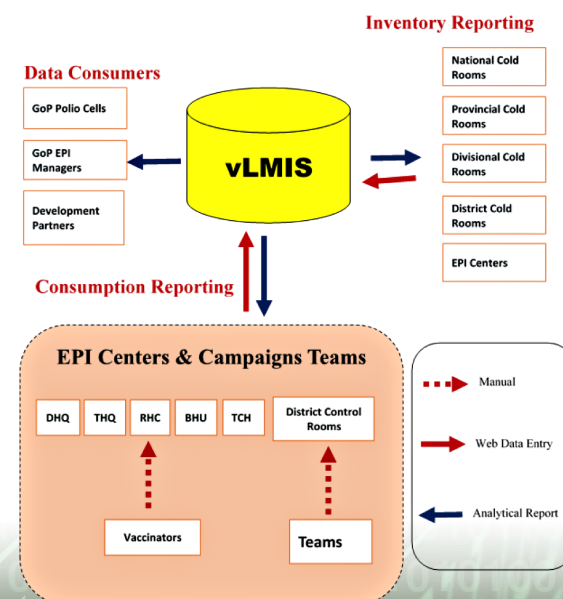 Inventory Reporting
National Cold
Rooms
Provincial Cold
Rooms
Divisional Cold
Rooms
District Cold
Rooms
EPI Centers
Data Consumers
GoP Polio Cells
GoP EPI
Managers
Development
Partners
vLMIS
Consumption Reporting
EPI Centers & Campaigns Teams
DHQ
THQ
RHC
BHU
TCH
District Control
Rooms
Vaccinators
Teams
Manual
Web Data Entry
Analytical Report